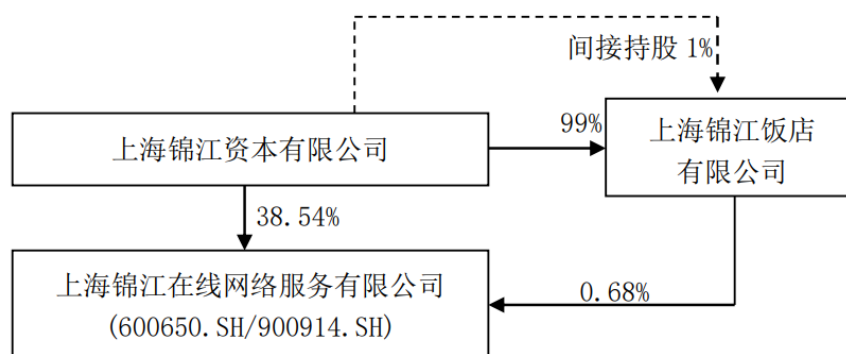 间接持股 1%
上海锦江资本有限公司
99%
上海锦江饭店
有限公司
38.54%
上海锦江在线网络服务有限公司
(600650.SH/900914.SH)
0.68%